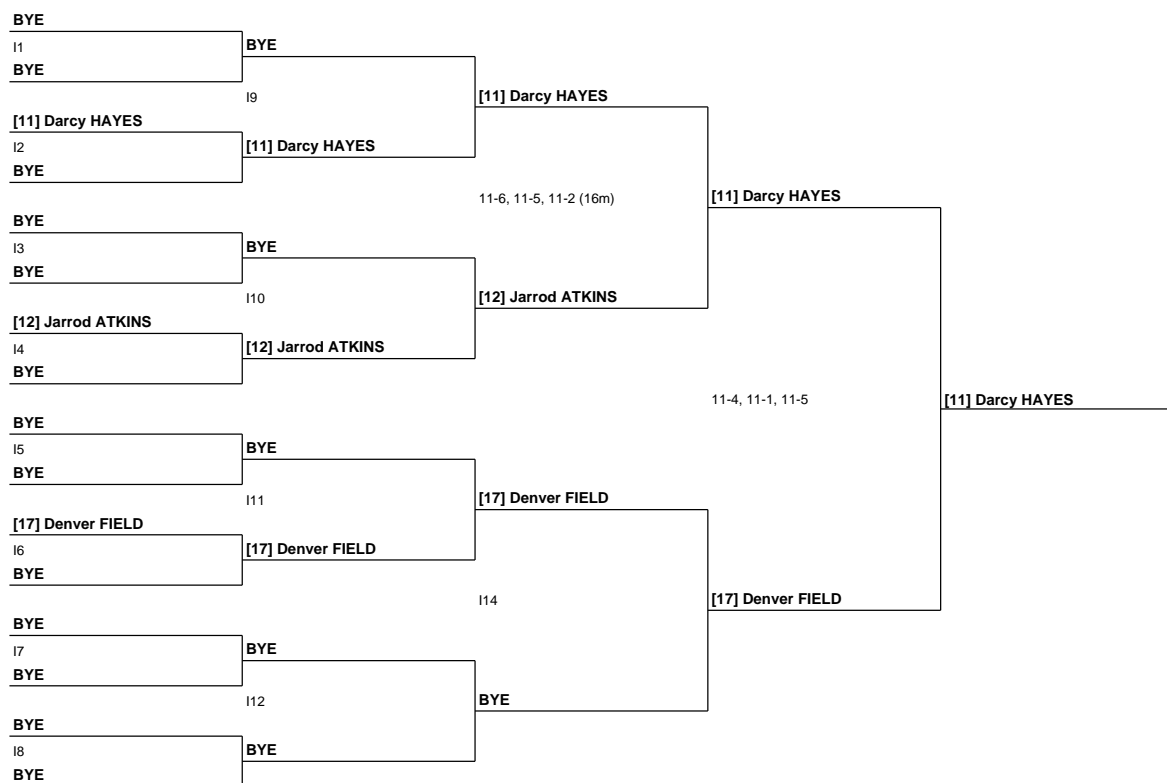 BYE
I1
BYE
BYE
I9
[11] Darcy HAYES
[11] Darcy HAYES
I2
[11] Darcy HAYES
BYE
11-6, 11-5, 11-2 (16m)
[11] Darcy HAYES
BYE
I3
BYE
BYE
I10
[12] Jarrod ATKINS
[12] Jarrod ATKINS
I4
[12] Jarrod ATKINS
BYE
11-4, 11-1, 11-5
[11] Darcy HAYES
BYE
I5
BYE
BYE
I11
[17] Denver FIELD
[17] Denver FIELD
I6
[17] Denver FIELD
BYE
I14
[17] Denver FIELD
BYE
I7
BYE
BYE
I12
BYE
BYE
I8
BYE
BYE